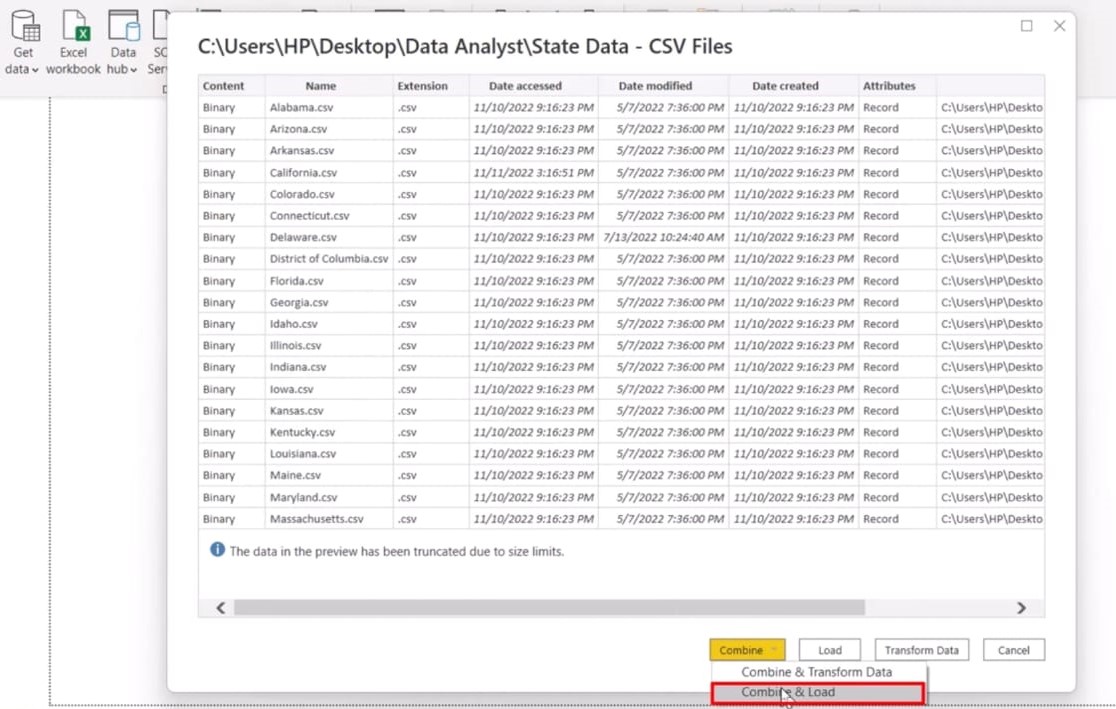 Get
data
Excel
workbook
Data
hub
C:\Users\HP\Desktop\Data Analyst\State Data - CSV Files
Content Name Extension Date accessed Date modified Date created Attributes
Binary Alabama.csv .csv 11/10/2022 9:16:23 PM 5/7/2022 7:36:00 PM 11/10/2022 9:16:23 PM Record C:\Users\HP\Deskto
Binary Arizona.csv .csv 11/10/2022 9:16:23 PM 5/7/2022 7:36:00 PM 11/10/2022 9:16:23 PM Record C:\Users\HP\Deskto
Binary Arkansas.csv .csv 11/10/2022 9:16:23 PM 5/7/2022 7:36:00 PM 11/10/2022 9:16:23 PM Record C:\Users\HP\Deskto
Binary California.csv .csv 11/11/2022 3:16:51 PM 5/7/2022 7:36:00 PM 11/10/2022 9:16:23 PM Record C:\Users\HP\Deskto
Binary Colorado.csv .csv 11/10/2022 9:16:23 PM 5/7/2022 7:36:00 PM 11/10/2022 9:16:23 PM Record C:\Users\HP\Deskto
Binary Connecticut.csv .csv 11/10/2022 9:16:23 PM 5/7/2022 7:36:00 PM 11/10/2022 9:16:23 PM Record C:\Users\HP\Deskto
Binary Delaware.csv .csv 11/10/2022 9:16:23 PM 7/13/2022 10:24:40 AM 11/10/2022 9:16:23 PM Record C:\Users\HP\Deskto
Binary District of Columbia.csv .csv 11/10/2022 9:16:23 PM 5/7/2022 7:36:00 PM 11/10/2022 9:16:23 PM Record C:\Users\HP\Deskto
Binary Florida.csv .csv 11/10/2022 9:16:23 PM 5/7/2022 7:36:00 PM 11/10/2022 9:16:23 PM Record C:\Users\HP\Deskto
Binary Georgia.csv .csv 11/10/2022 9:16:23 PM 5/7/2022 7:36:00 PM 11/10/2022 9:16:23 PM Record C:\Users\HP\Deskto
Binary Idaho.csv .csv 11/10/2022 9:16:23 PM 5/7/2022 7:36:00 PM 11/10/2022 9:16:23 PM Record C:\Users\HP\Deskto
Binary Illinois.csv .csv 11/10/2022 9:16:23 PM 5/7/2022 7:36:00 PM 11/10/2022 9:16:23 PM Record C:\Users\HP\Deskto
Binary Indiana.csv .csv 11/10/2022 9:16:23 PM 5/7/2022 7:36:00 PM 11/10/2022 9:16:23 PM Record C:\Users\HP\Deskto
Binary Iowa.csv .csv 11/10/2022 9:16:23 PM 5/7/2022 7:36:00 PM 11/10/2022 9:16:23 PM Record C:\Users\HP\Deskto
Binary Kansas.csv .csv 11/10/2022 9:16:23 PM 5/7/2022 7:36:00 PM 11/10/2022 9:16:23 PM Record C:\Users\HP\Deskto
Binary Kentucky.csv .csv 11/10/2022 9:16:23 PM 5/7/2022 7:36:00 PM 11/10/2022 9:16:23 PM Record C:\Users\HP\Deskto
Binary Louisiana.csv .csv 11/10/2022 9:16:23 PM 5/7/2022 7:36:00 PM 11/10/2022 9:16:23 PM Record C:\Users\HP\Deskto
Binary Maine.csv .csv 11/10/2022 9:16:23 PM 5/7/2022 7:36:00 PM 11/10/2022 9:16:23 PM Record C:\Users\HP\Deskto
Binary Maryland.csv .csv 11/10/2022 9:16:23 PM 5/7/2022 7:36:00 PM 11/10/2022 9:16:23 PM Record C:\Users\HP\Deskto
Binary Massachusetts.csv .csv 11/10/2022 9:16:23 PM 5/7/2022 7:36:00 PM 11/10/2022 9:16:23 PM Record C:\Users\HP\Deskto
The data in the preview has been truncated due to size limits.
Combine Load Transform Data Cancel
Combine & Transform Data
Combine & Load